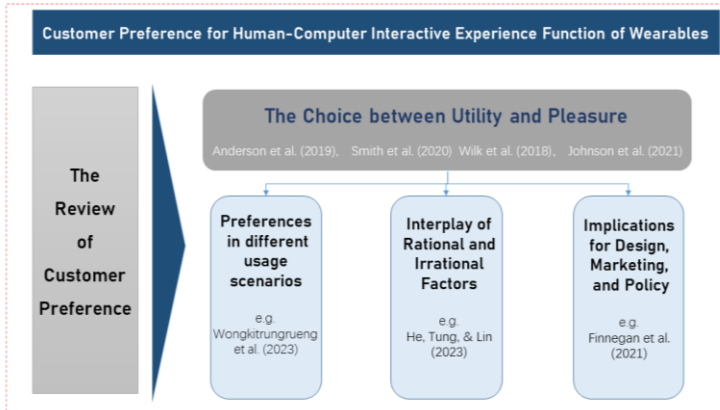 Customer Preference for Human-Computer Interactive Experience Function of Wearables
The
Review
of
Customer
Preference
The Choice between Utility and Pleasure
Anderson et al. (2019), Smith et al. (2020) Wilk et al. (2018), Johnson et al. (2021)
Preferences
in different
usage
scenarios
e.g.
Wongkitrungrueng
et al. (2023)
Interplay of
Rational and
Irrational
Factors
e.g.
He, Tung, & Lin
(2023)
Implications
for Design,
Marketing,
and Policy
e.g.
Finnegan et al.
(2021)